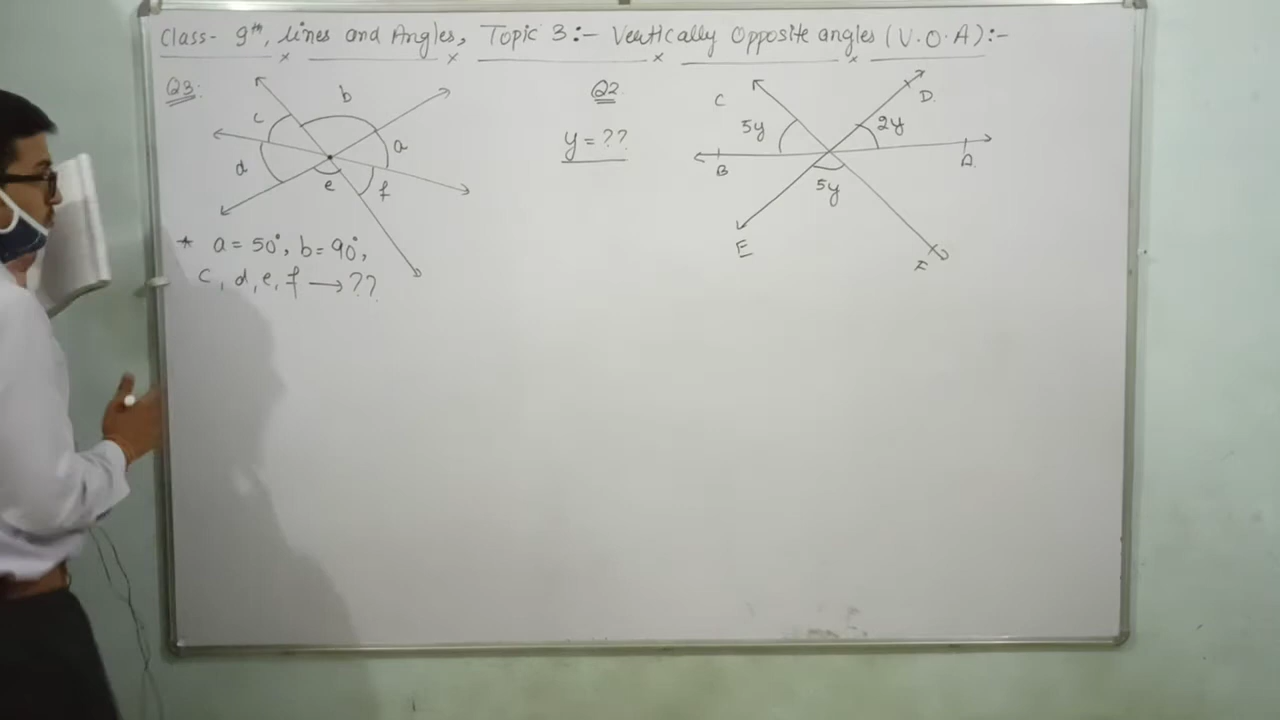 Class- 9th, Lines and Angles, Topic 3:- Vertically Opposite angles (V.O.A):-
Q3:
b
c
a
d
e
f
* a = 50°, b = 90°,
c, d, e, f → ??
Q2
y = ??
C
D
5y
2y
B
A
5y
E
F